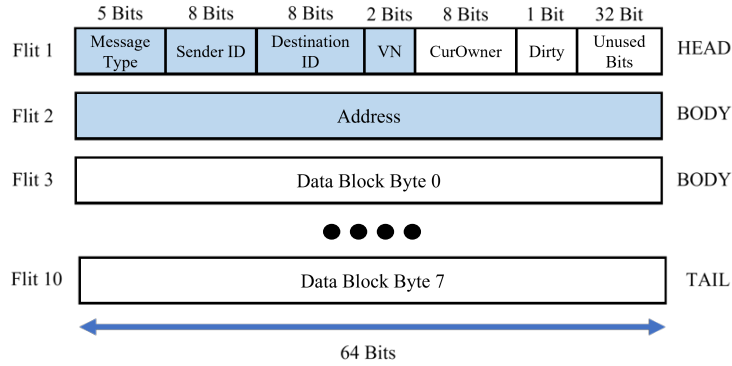 5 Bits 8 Bits 8 Bits 2 Bits 8 Bits 1 Bit 32 Bit
Flit 1 Message Type Sender ID Destination ID VN CurOwner Dirty Unused Bits HEAD
Flit 2 Address BODY
Flit 3 Data Block Byte 0 BODY
Flit 10 Data Block Byte 7 TAIL
64 Bits